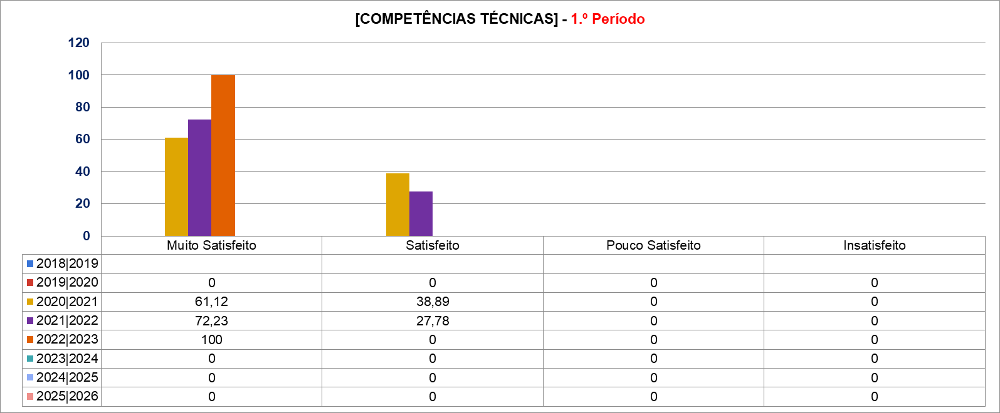 [COMPETÊNCIAS TÉCNICAS] - 1.º Período
120
100
80
60
40
20
0
Muito Satisfeito Satisfeito Pouco Satisfeito Insatisfeito
2018|2019
2019|2020 0 0 0 0
2020|2021 61,12 38,89 0 0
2021|2022 72,23 27,78 0 0
2022|2023 100 0 0 0
2023|2024 0 0 0 0
2024|2025 0 0 0 0
2025|2026 0 0 0 0